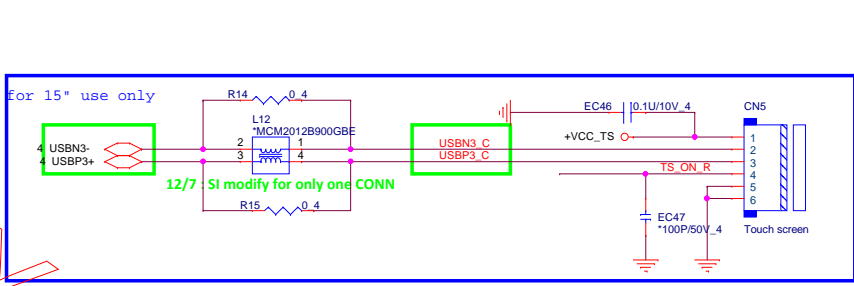 for 15" use only
R14 0_4
EC46 0.1U/10V_4
CN5
L12
*MCM2012B900GBE
+VCC_TS
4 USBN3-
4 USBP3+
2 1
3 4
USBN3_C
USBP3_C
TS_ON_R
1
2
3
4
5
6
12/7 : SI modify for only one CONN
R15 0_4
EC47
*100P/50V_4
Touch screen